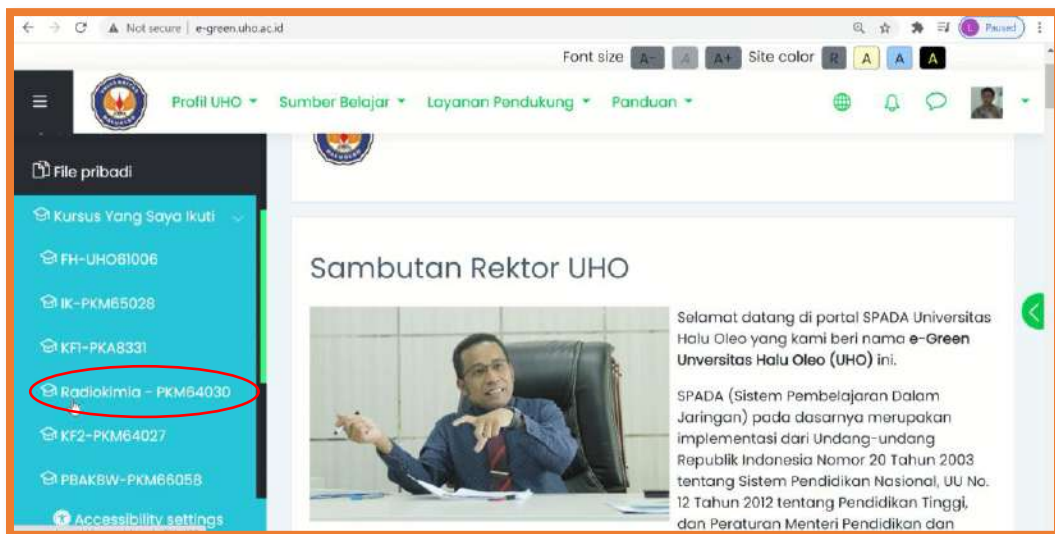 Not secure | e-green.uho.ac.id
Paused
Font size A- A A+ Site color R A A A
Profil UHO Sumber Belajar Layanan Pendukung Panduan
File pribadi
Kursus Yang Saya Ikuti
FH-UHO61006
IK-PKM65028
KF1-PKA8331
Radiokimia - PKM64030
KF2-PKM64027
PBAKBW-PKM66058
Accessibility settings
Sambutan Rektor UHO
Selamat datang di portal SPADA Universitas
Halu Oleo yang kami beri nama e-Green
Unversitas Halu Oleo (UHO) ini.
SPADA (Sistem Pembelajaran Dalam
Jaringan) pada dasarnya merupakan
implementasi dari Undang-undang
Republik Indonesia Nomor 20 Tahun 2003
tentang Sistem Pendidikan Nasional, UU No.
12 Tahun 2012 tentang Pendidikan Tinggi,
dan Peraturan Menteri Pendidikan dan